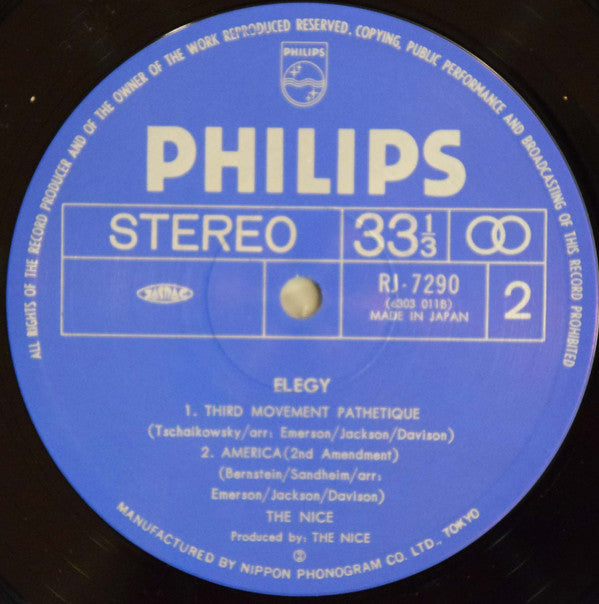 ALL RIGHTS OF THE RECORD PRODUCER AND OF THE OWNER OF THE WORK REPRODUCED RESERVED. COPYING, PUBLIC PERFORMANCE AND BROADCASTING OF THIS RECORD PROHIBITED
PHILIPS
PHILIPS
STEREO
33 1/3
RJ-7290
(6303 011B)
MADE IN JAPAN
2
ELEGY
1. THIRD MOVEMENT PATHETIQUE
(Tschaikowsky/arr: Emerson/Jackson/Davison)
2. AMERICA(2nd Amendment)
(Bernstein/Sandheim/arr:
Emerson/Jackson/Davison)
THE NICE
Produced by: THE NICE
MANUFACTURED BY NIPPON PHONOGRAM CO. LTD., TOKYO